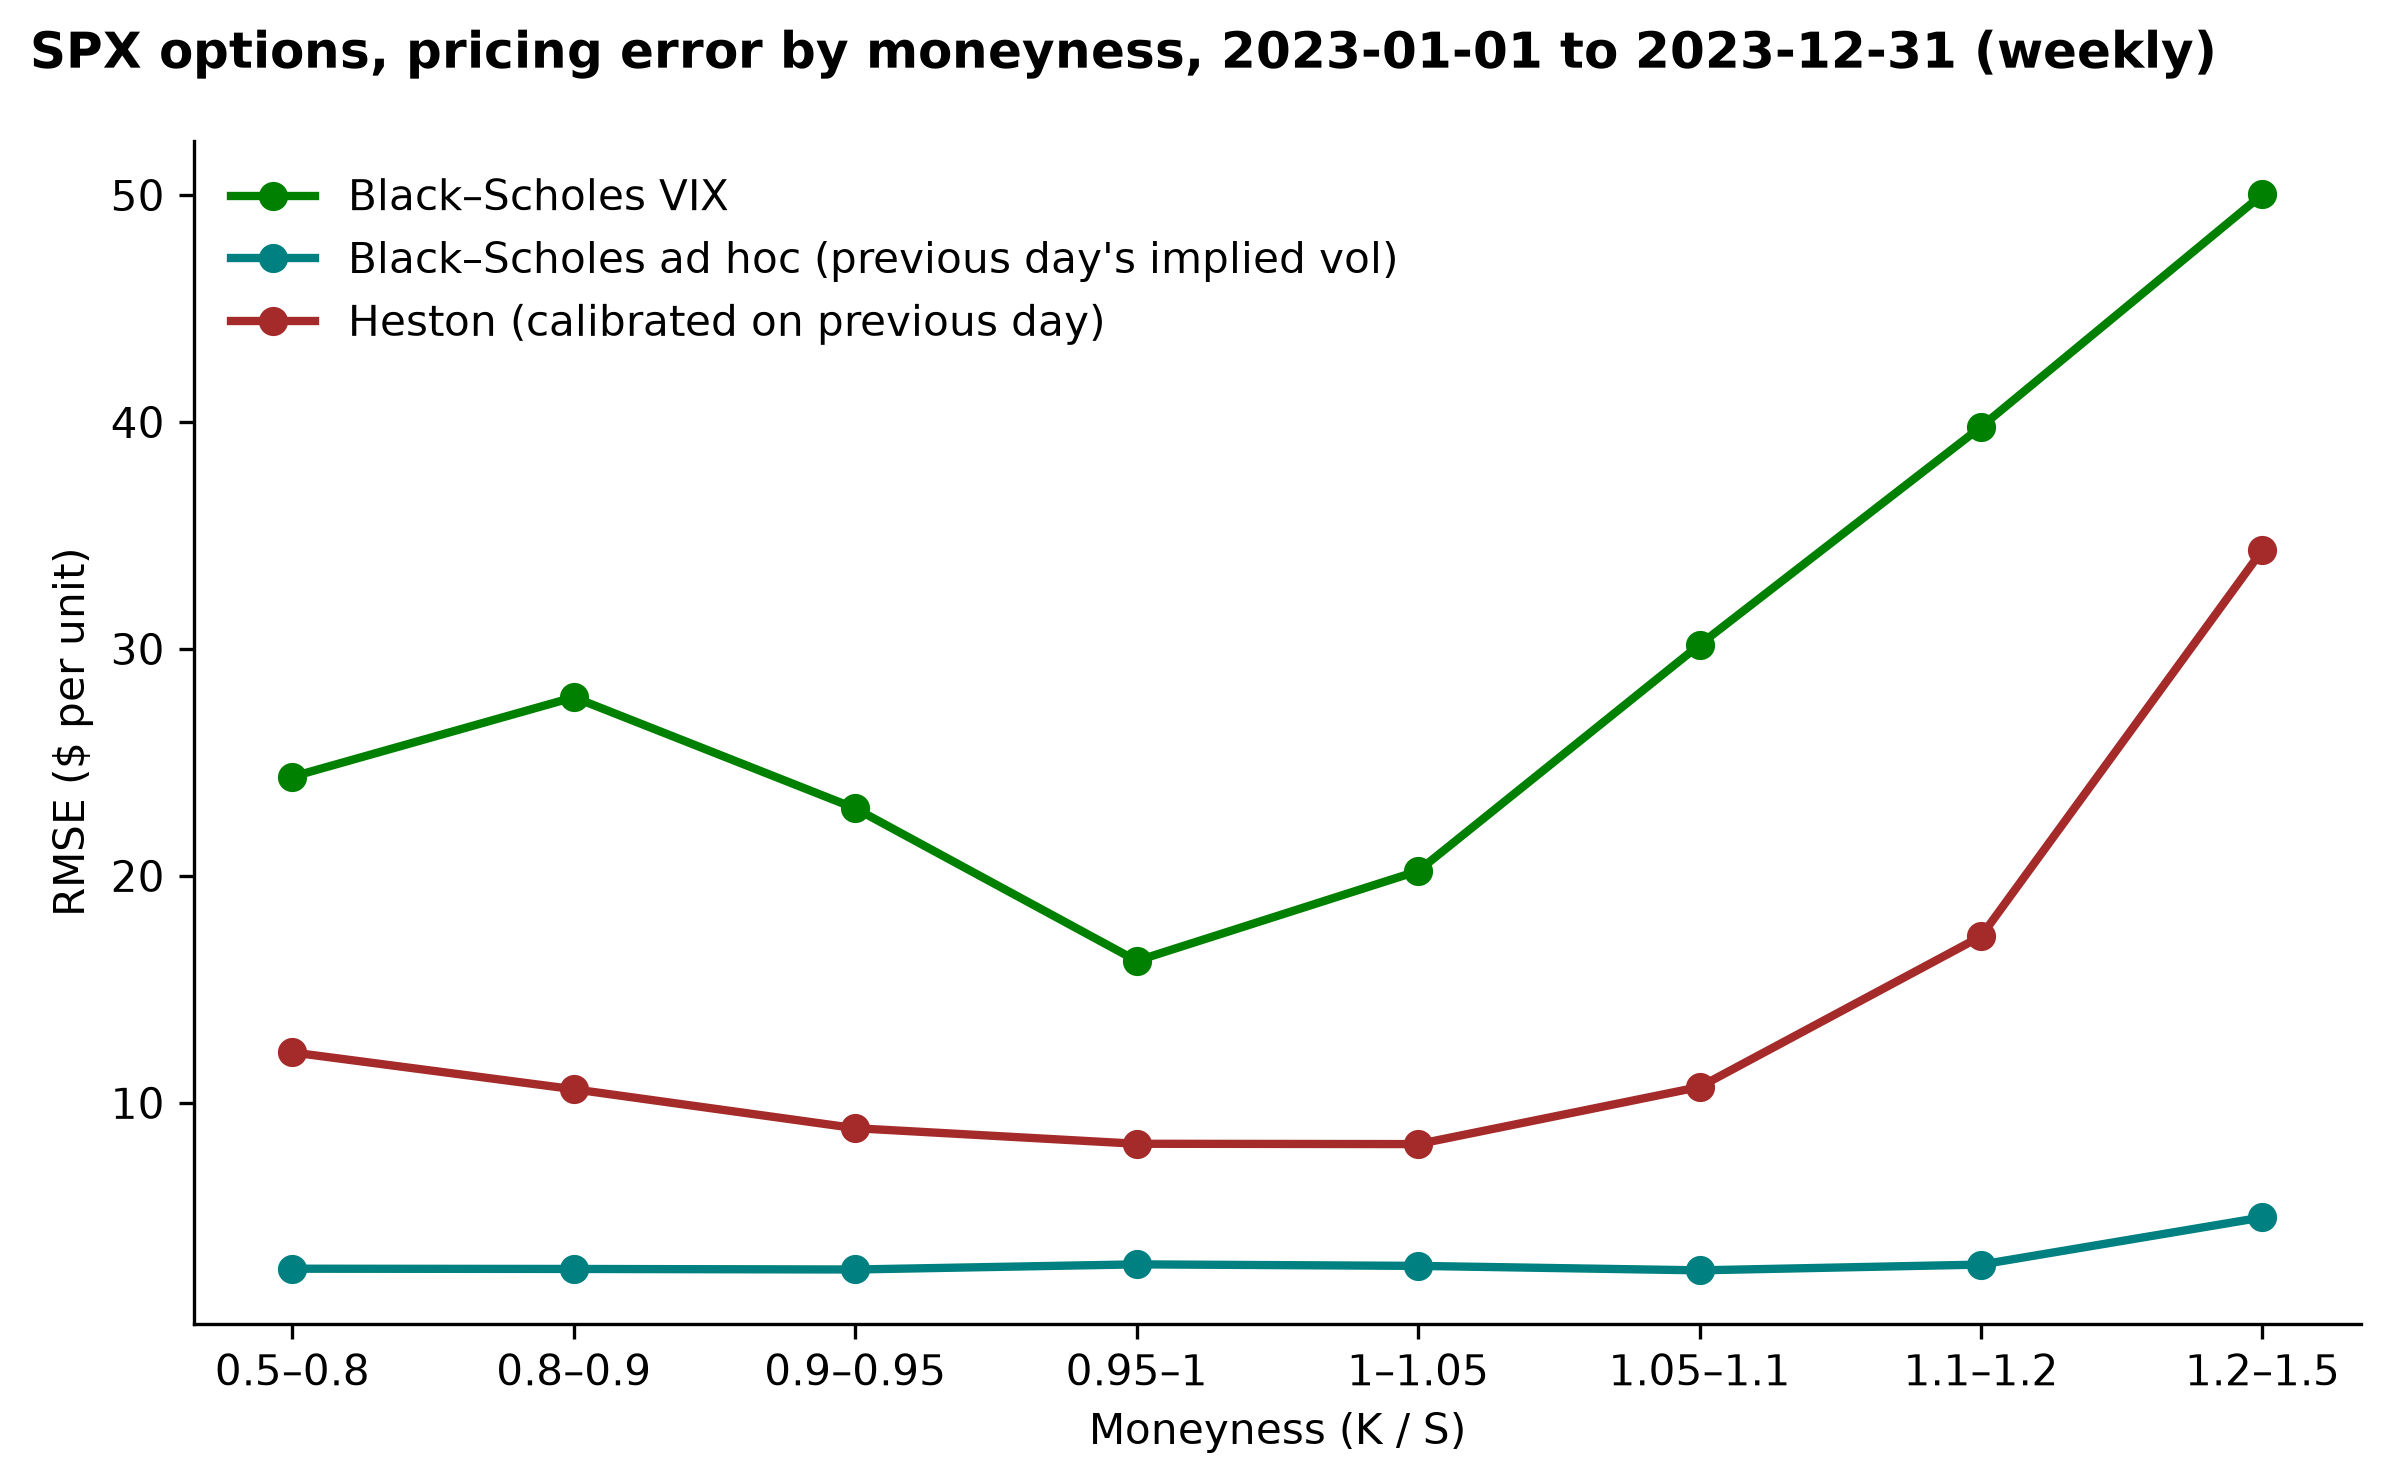 SPX options, pricing error by moneyness, 2023-01-01 to 2023-12-31 (weekly)
Black–Scholes VIX
Black–Scholes ad hoc (previous day's implied vol)
Heston (calibrated on previous day)
RMSE ($ per unit)
50
40
30
20
10
0.5–0.8 0.8–0.9 0.9–0.95 0.95–1 1–1.05 1.05–1.1 1.1–1.2 1.2–1.5
Moneyness (K / S)